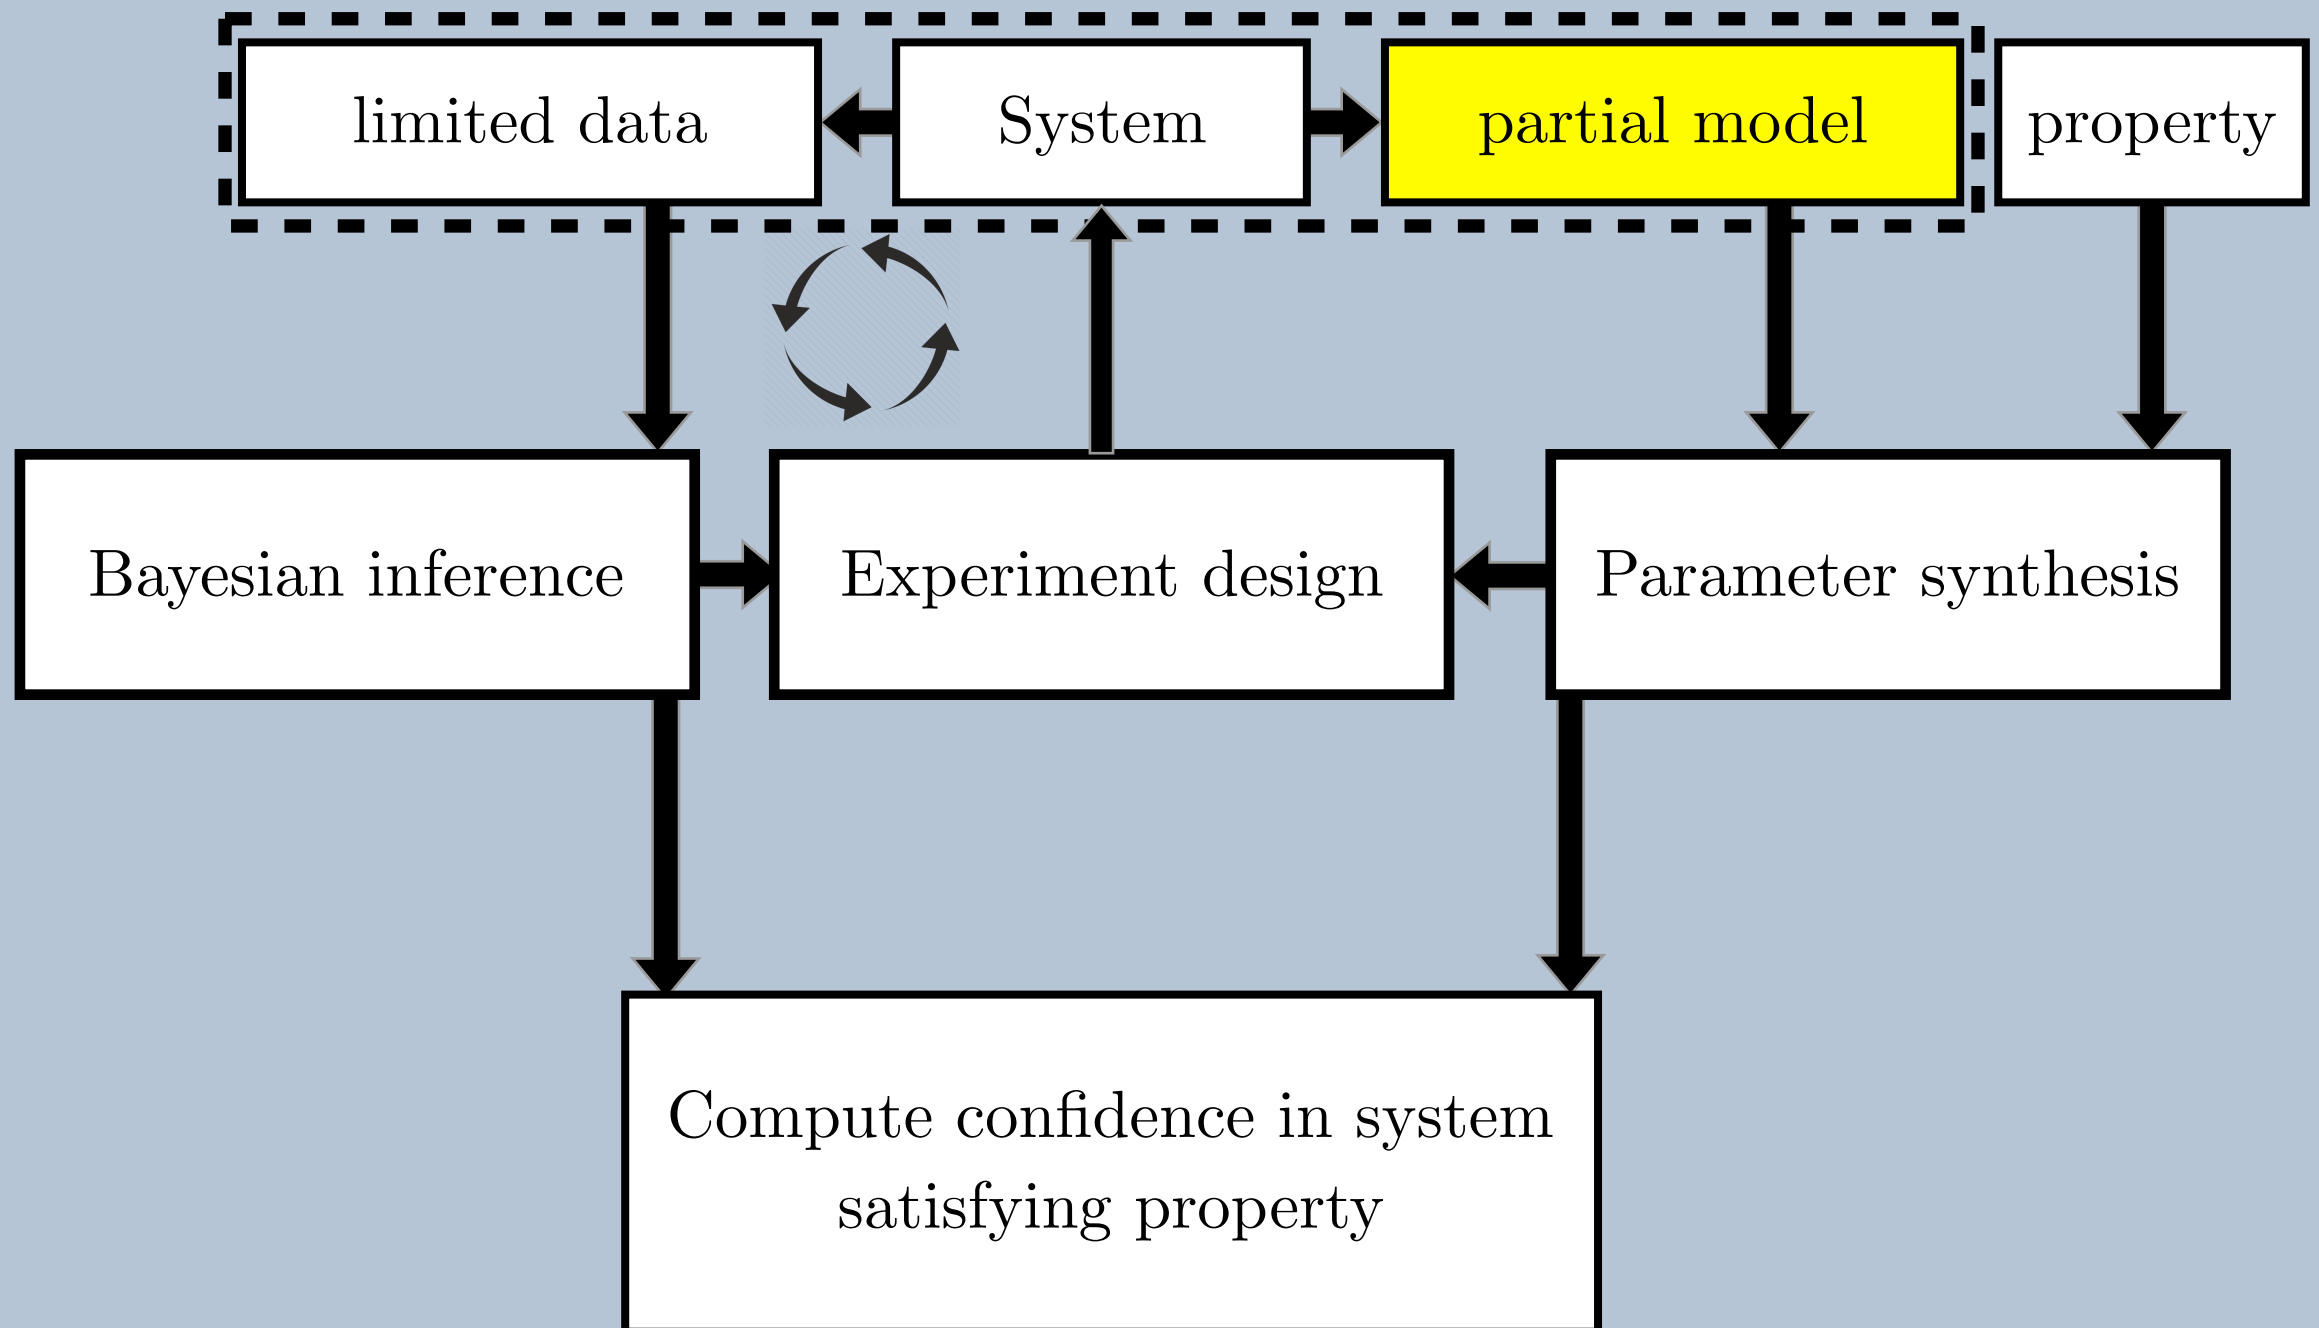 limited data
System
partial model
property
Bayesian inference
Experiment design
Parameter synthesis
Compute confidence in system
satisfying property